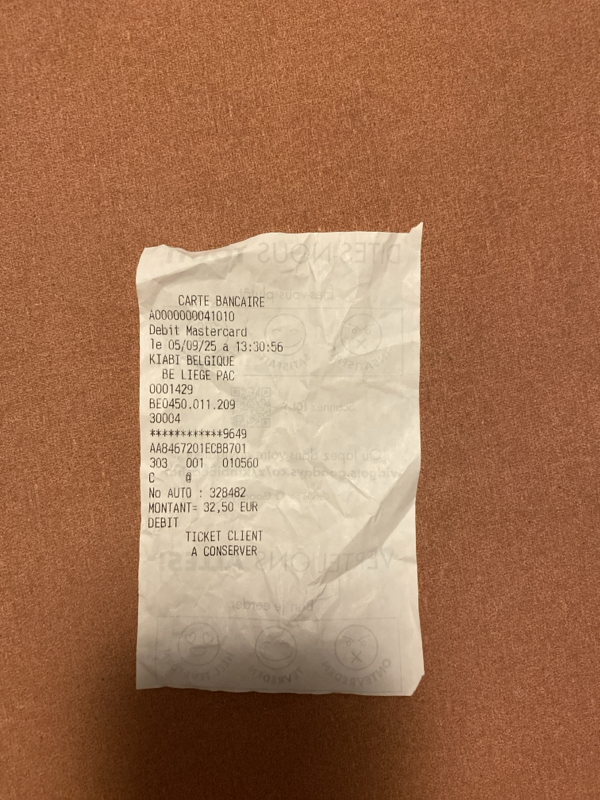 CARTE BANCAIRE
A0000000041010
Debit Mastercard
le 05/09/25 a 13:30:56
KIABI BELGIQUE
BE LIEGE PAC
0001429
BE0450.011.209
30004
************9649
AA8467201ECBB701
303 001 010560
C @
No AUTO : 328482
MONTANT= 32,50 EUR
DEBIT
TICKET CLIENT
A CONSERVER